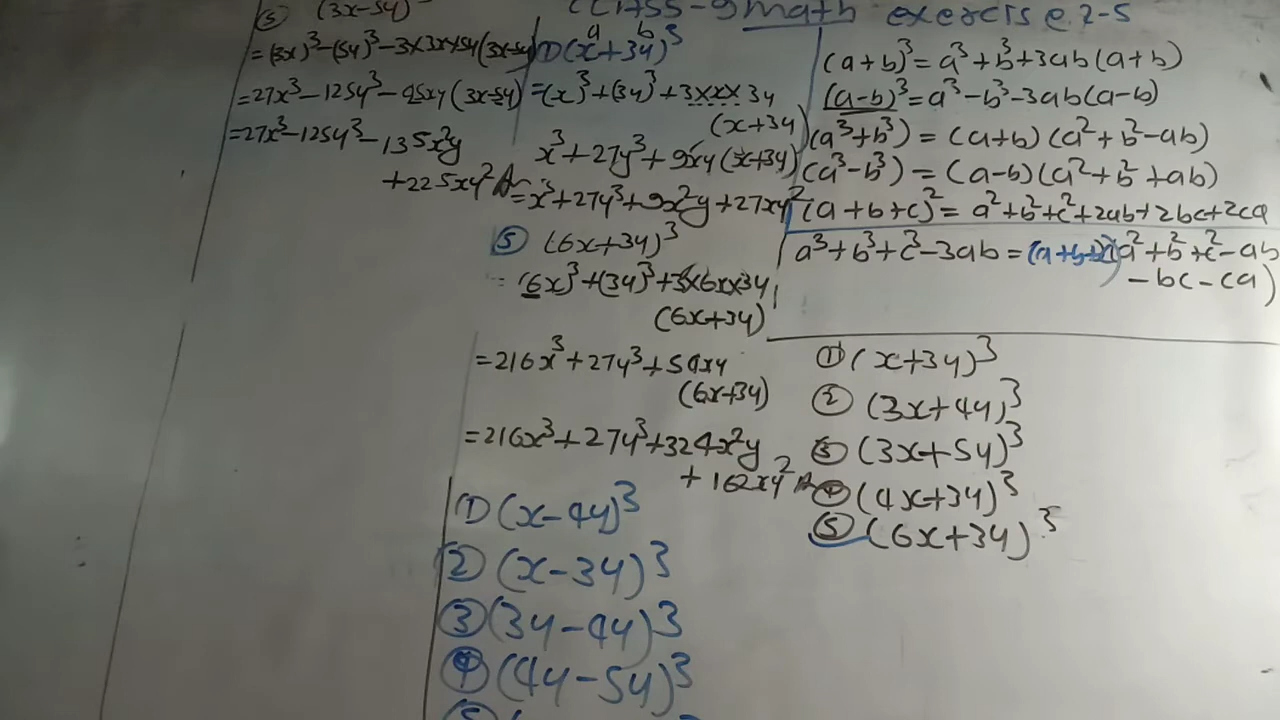 CLASS-9 math exercise 2-5
⑤ (3x-5y)
= (3x)³-(5y)³-3×3x×5y(3x-5y)
=27x³-125y³-45xy(3x-5y)
=27x³-125y³-135x²y
+225xy² A
a b
① (x+3y)³
=(x)³+(3y)³+3×x×3y
(x+3y)
x³+27y³+9xy(x+3y)
=x³+27y³+9x²y+27xy²
⑤ (6x+3y)³
= (6x)³+(3y)³+3×6x×3y
(6x+3y)
=216x³+27y³+54xy
(6x+3y)
=216x³+27y³+324x²y
+162xy² A
① (x-4y)³
② (x-3y)³
③ (3y-4y)3
④ (4y-5y)³
⑤
(a+b)³=a³+b³+3ab(a+b)
(a-b)³=a³-b³-3ab(a-b)
(a³+b³)=(a+b)(a²+b²-ab)
(a³-b³)=(a-b)(a²+b²+ab)
(a+b+c)²=a²+b²+c²+2ab+2bc+2ca
a³+b³+c³-3ab=(a+b+c)(a²+b²+c²-ab
-bc-ca)
① (x+3y)³
② (3x+4y)³
③ (3x+5y)³
④ (4x+3y)³
⑤ (6x+3y)³